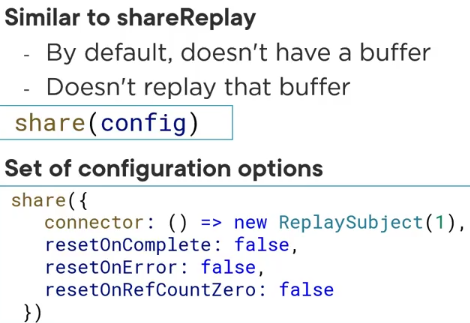 Similar to shareReplay
- By default, doesn't have a buffer
- Doesn't replay that buffer
share(config)
Set of configuration options
share({
connector: () => new ReplaySubject(1),
resetOnComplete: false,
resetOnError: false,
resetOnRefCountZero: false
})